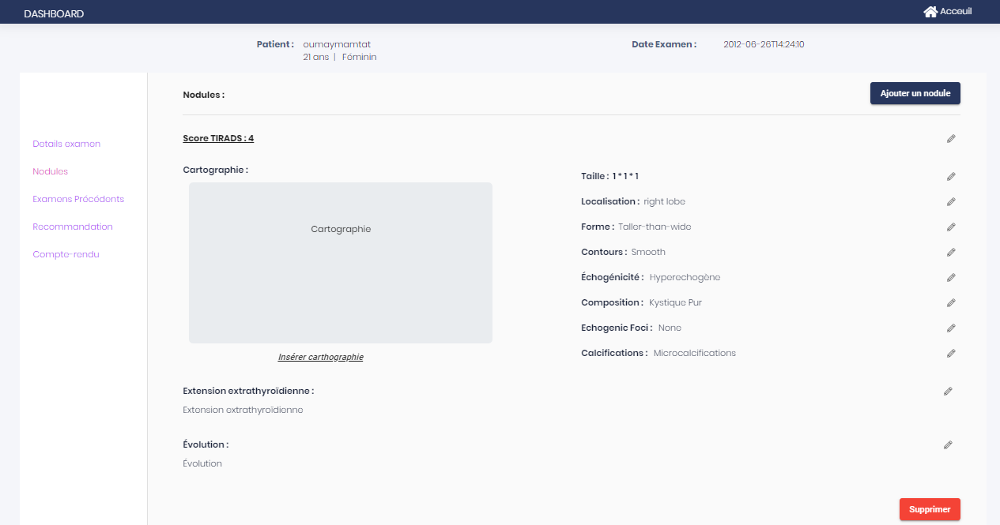 DASHBOARD
Acceuil
Patient : oumaymamtat
21 ans | Féminin
Date Examen : 2012-06-26T14:24:10
Details examen
Nodules
Examens Précédents
Recommandation
Compte-rendu
Nodules :
Ajouter un nodule
Score TIRADS : 4
Cartographie :
Cartographie
Insérer carthographie
Taille : 1 * 1 * 1
Localisation : right lobe
Forme : Taller-than-wide
Contours : Smooth
Échogénicité : Hyperechogène
Composition : Kystique Pur
Echogenic Foci : None
Calcifications : Microcalcifications
Extension extrathyroïdienne :
Extension extrathyroïdienne
Évolution :
Évolution
Supprimer